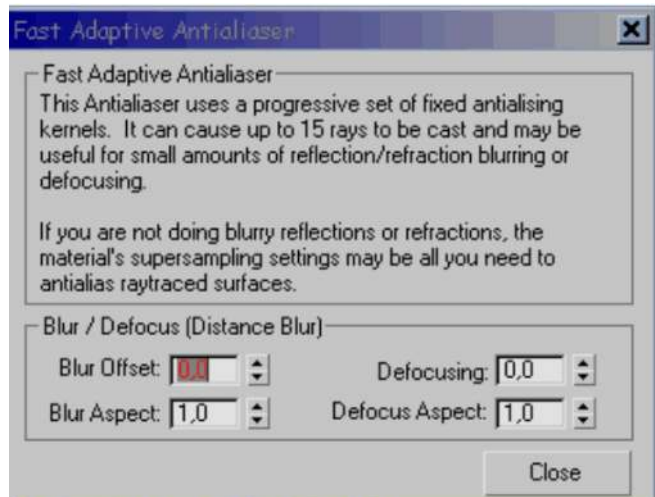 Fast Adaptive Antialiaser
Fast Adaptive Antialiaser
This Antialiaser uses a progressive set of fixed antialising
kernels. It can cause up to 15 rays to be cast and may be
useful for small amounts of reflection/refraction blurring or
defocusing.
If you are not doing blurry reflections or refractions, the
material's supersampling settings may be all you need to
antialias raytraced surfaces.
Blur / Defocus (Distance Blur)
Blur Offset: 0,0 Defocusing: 0,0
Blur Aspect: 1,0 Defocus Aspect: 1,0
Close